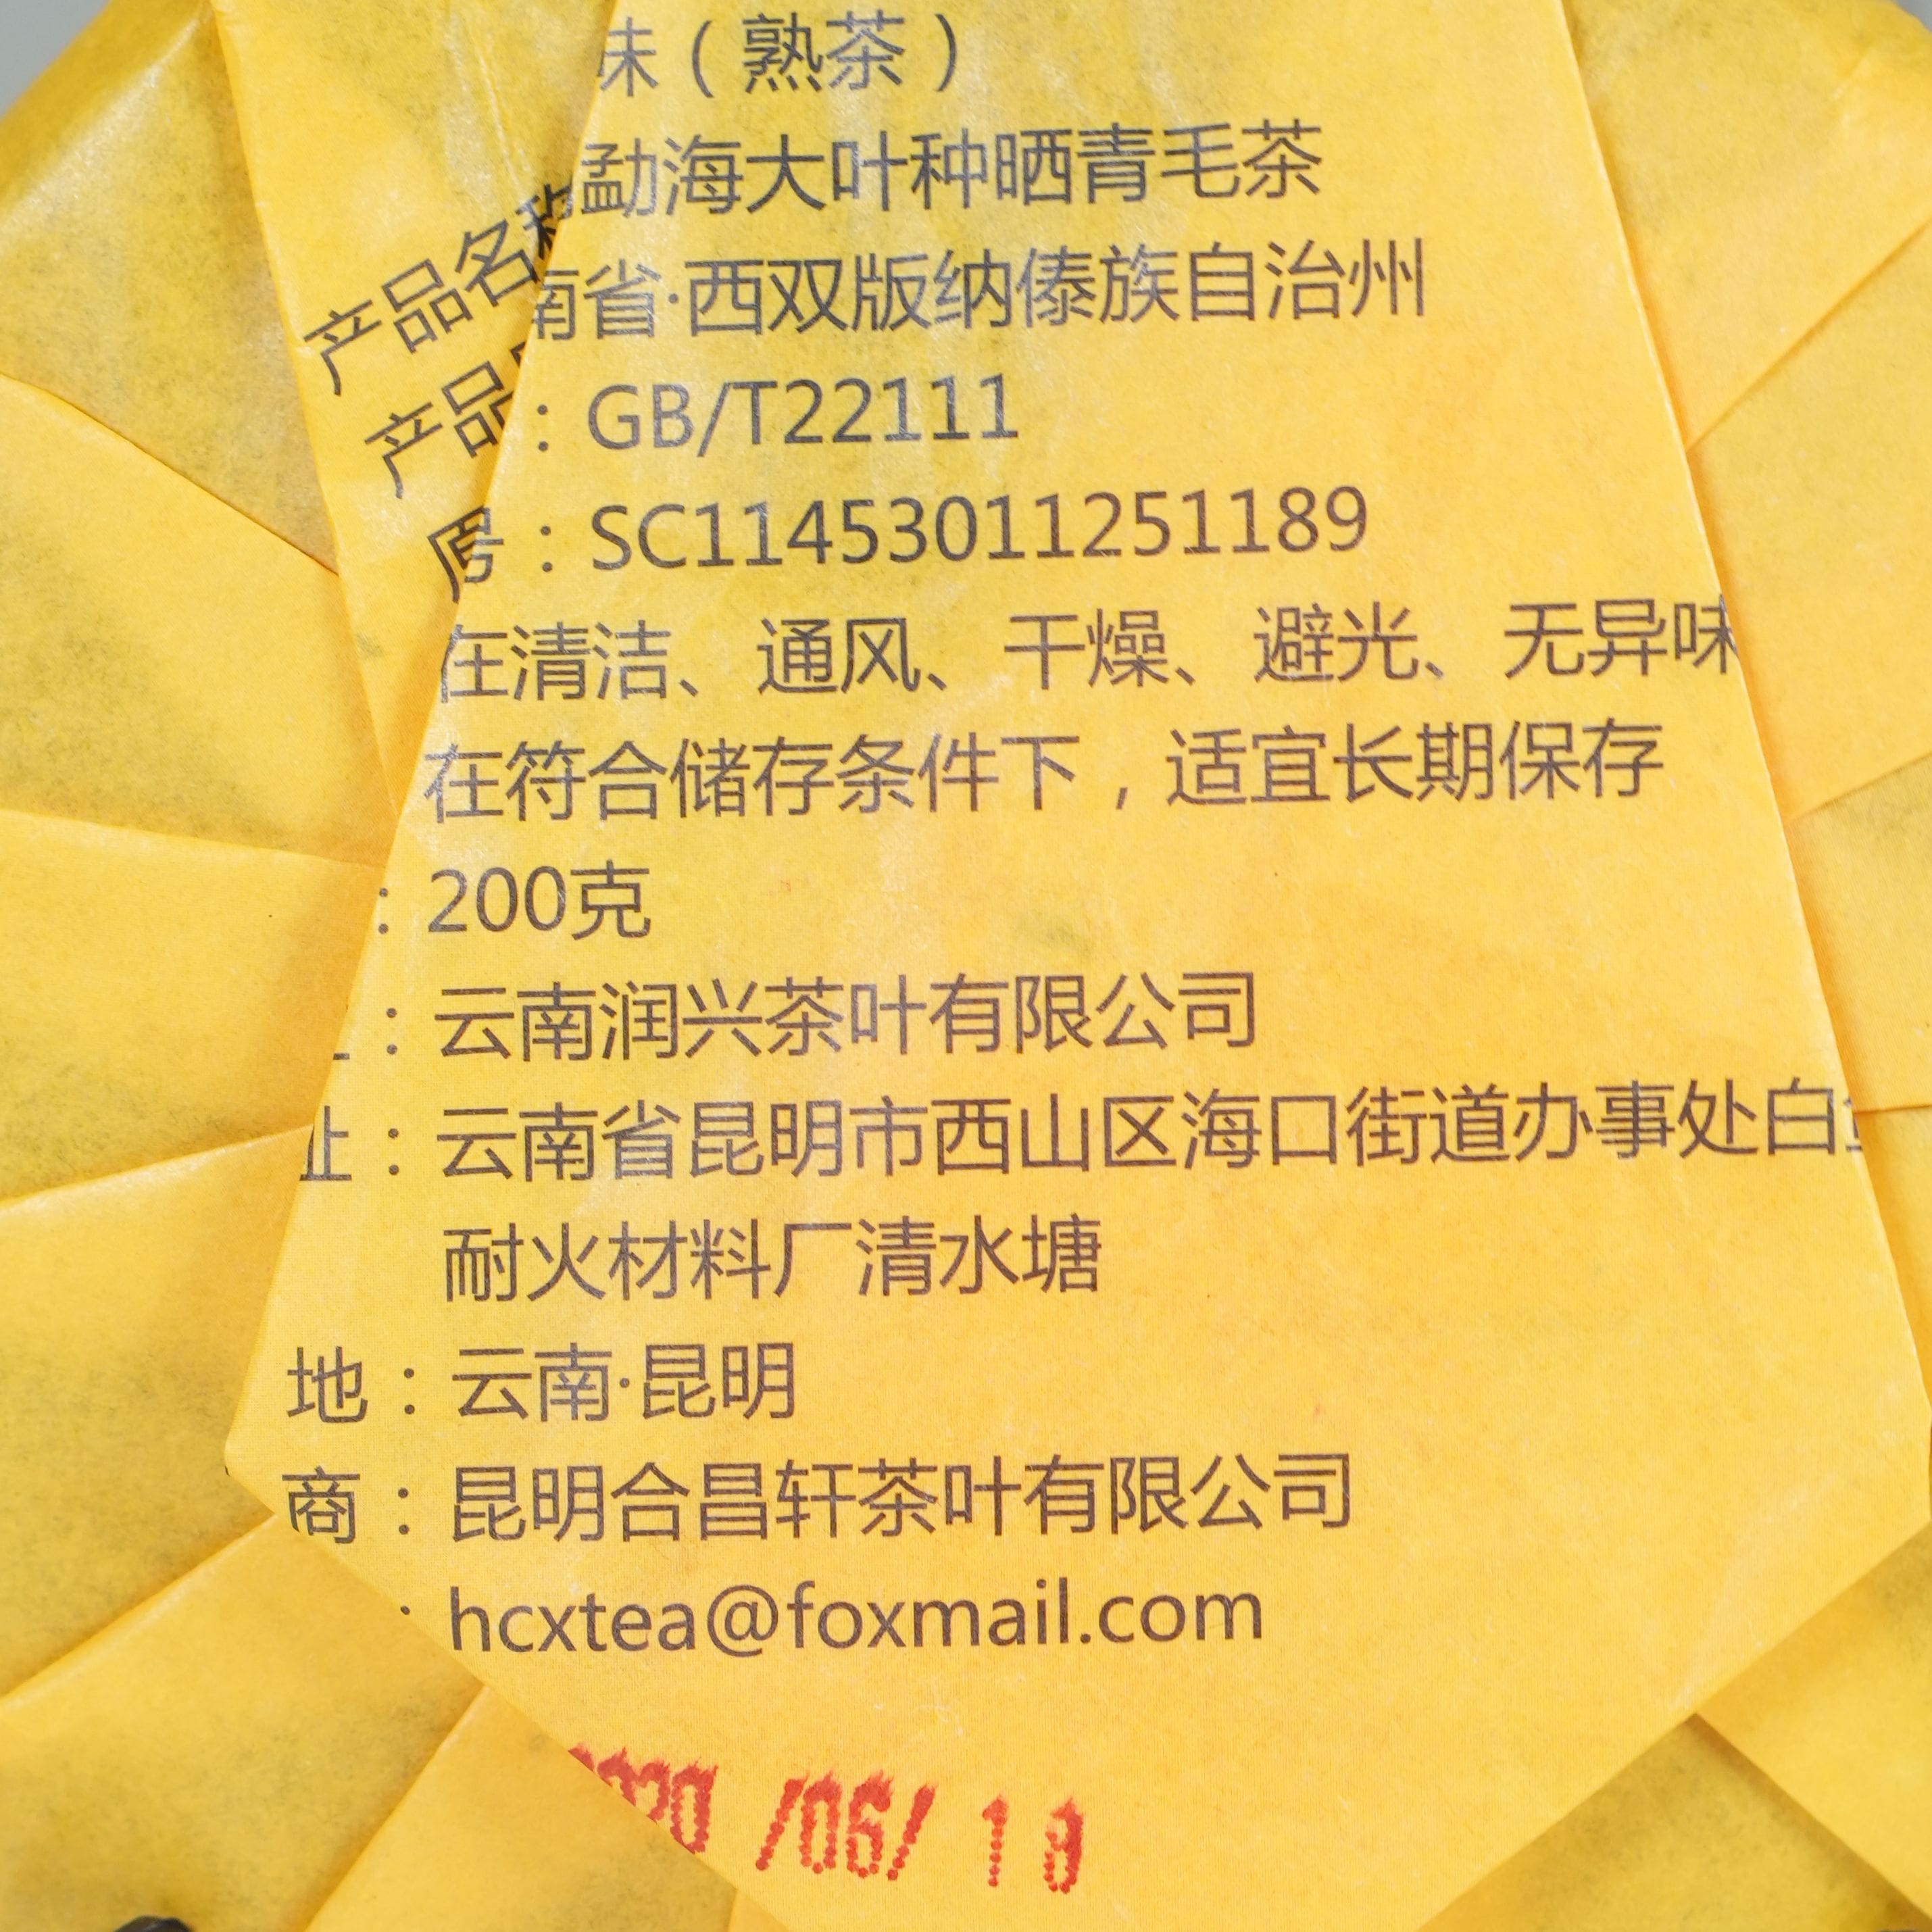 味（熟茶）
勐海大叶种晒青毛茶
产品名称
南省·西双版纳傣族自治州
产品
：GB/T22111
号：SC11453011251189
在清洁、通风、干燥、避光、无异味
在符合储存条件下，适宜长期保存
：200克
：云南润兴茶叶有限公司
址：云南省昆明市西山区海口街道办事处白
耐火材料厂清水塘
地：云南·昆明
商：昆明合昌轩茶叶有限公司
：hcxtea@foxmail.com
2020/06/18